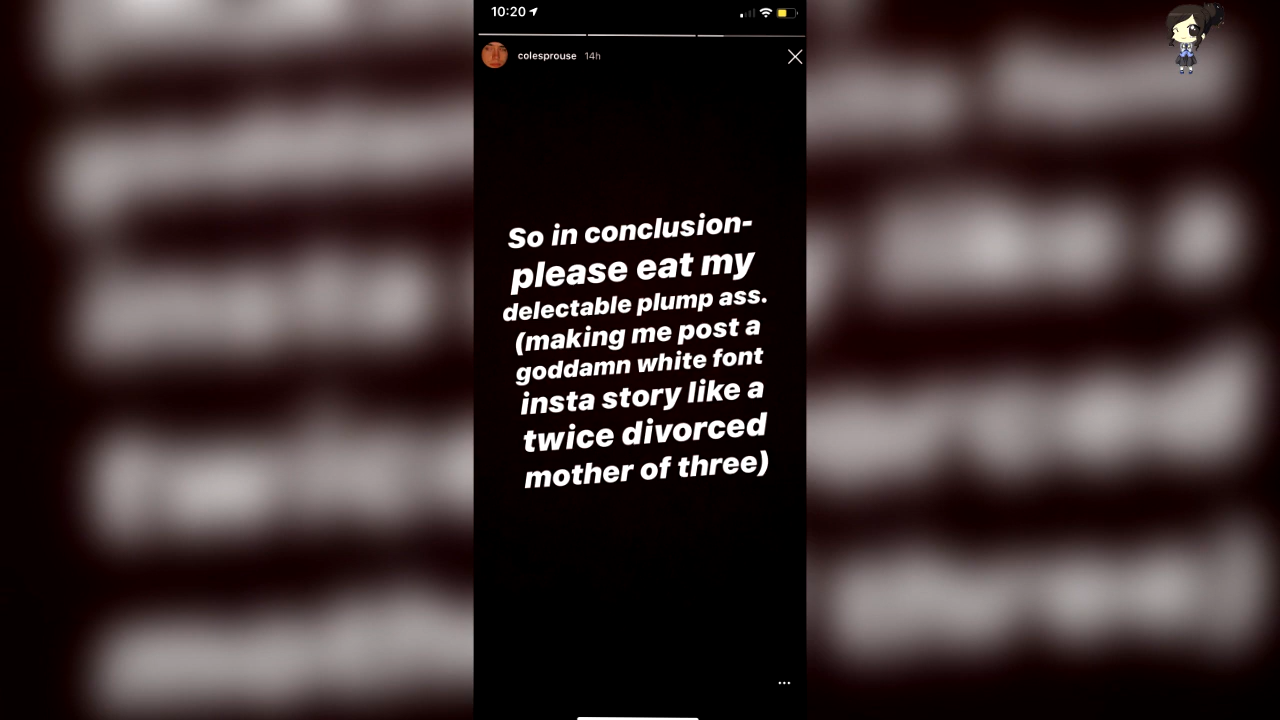 10:20
colesprouse 14h
So in conclusion-
please eat my
delectable plump ass.
(making me post a
goddamn white font
insta story like a
twice divorced
mother of three)